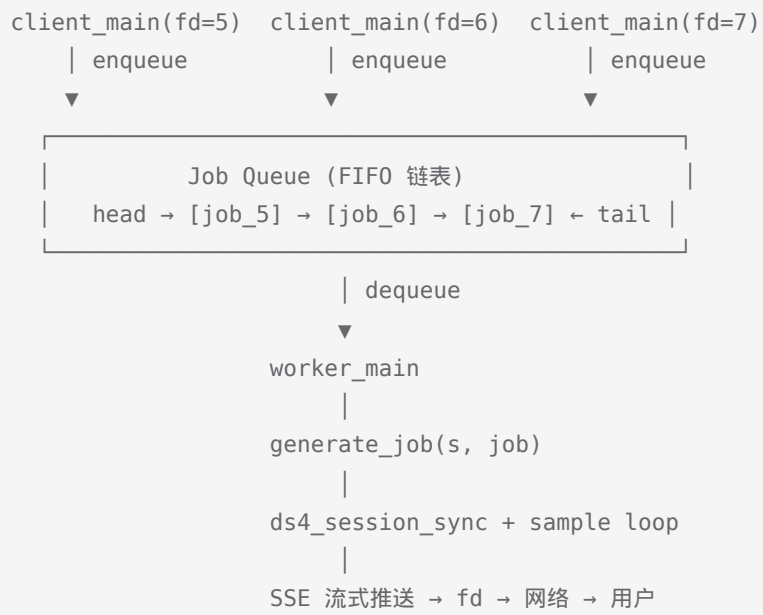 client_main(fd=5) client_main(fd=6) client_main(fd=7)
│ enqueue │ enqueue │ enqueue
▼ ▼ ▼
Job Queue (FIFO 链表)
head → [job_5] → [job_6] → [job_7] ← tail
│ dequeue
▼
worker_main
│
generate_job(s, job)
│
ds4_session_sync + sample loop
│
SSE 流式推送 → fd → 网络 → 用户